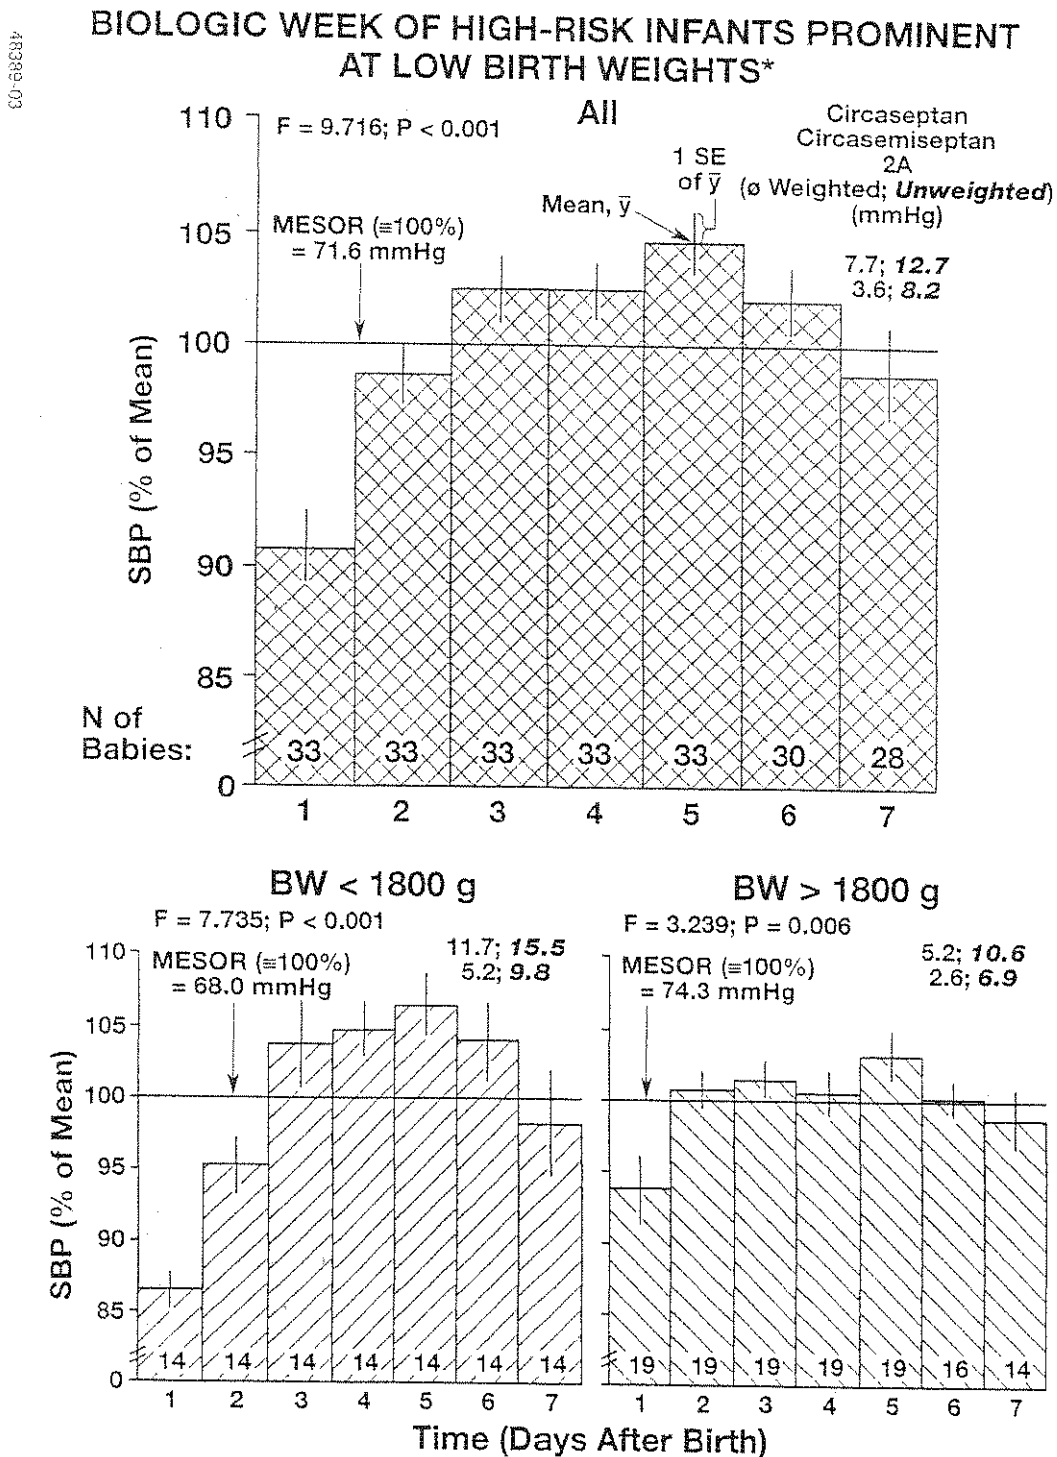 48389-03
BIOLOGIC WEEK OF HIGH-RISK INFANTS PROMINENT
AT LOW BIRTH WEIGHTS*
All
F = 9.716; P < 0.001
Circaseptan
Circasemiseptan
2A
(ø Weighted; Unweighted)
(mmHg)
7.7; 12.7
3.6; 8.2
1 SE
of ȳ
Mean, ȳ
MESOR (≡100%)
= 71.6 mmHg
SBP (% of Mean)
110
105
100
95
90
85
0
N of
Babies:
33 33 33 33 33 30 28
1 2 3 4 5 6 7
BW < 1800 g
F = 7.735; P < 0.001
MESOR (≡100%)
= 68.0 mmHg
11.7; 15.5
5.2; 9.8
SBP (% of Mean)
110
105
100
95
90
85
0
14 14 14 14 14 14 14
1 2 3 4 5 6 7
BW > 1800 g
F = 3.239; P = 0.006
MESOR (≡100%)
= 74.3 mmHg
5.2; 10.6
2.6; 6.9
19 19 19 19 19 16 14
1 2 3 4 5 6 7
Time (Days After Birth)